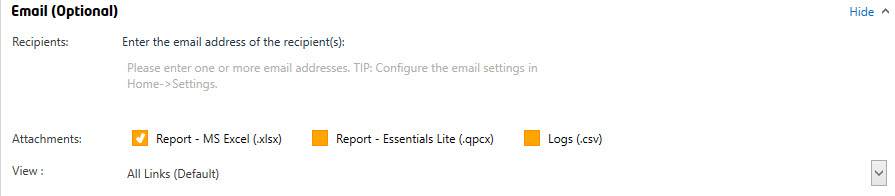 Email (Optional) Hide
Recipients: Enter the email address of the recipient(s):
Please enter one or more email addresses. TIP: Configure the email settings in
Home->Settings.
Attachments: Report - MS Excel (.xlsx) Report - Essentials Lite (.qpcx) Logs (.csv)
View : All Links (Default)